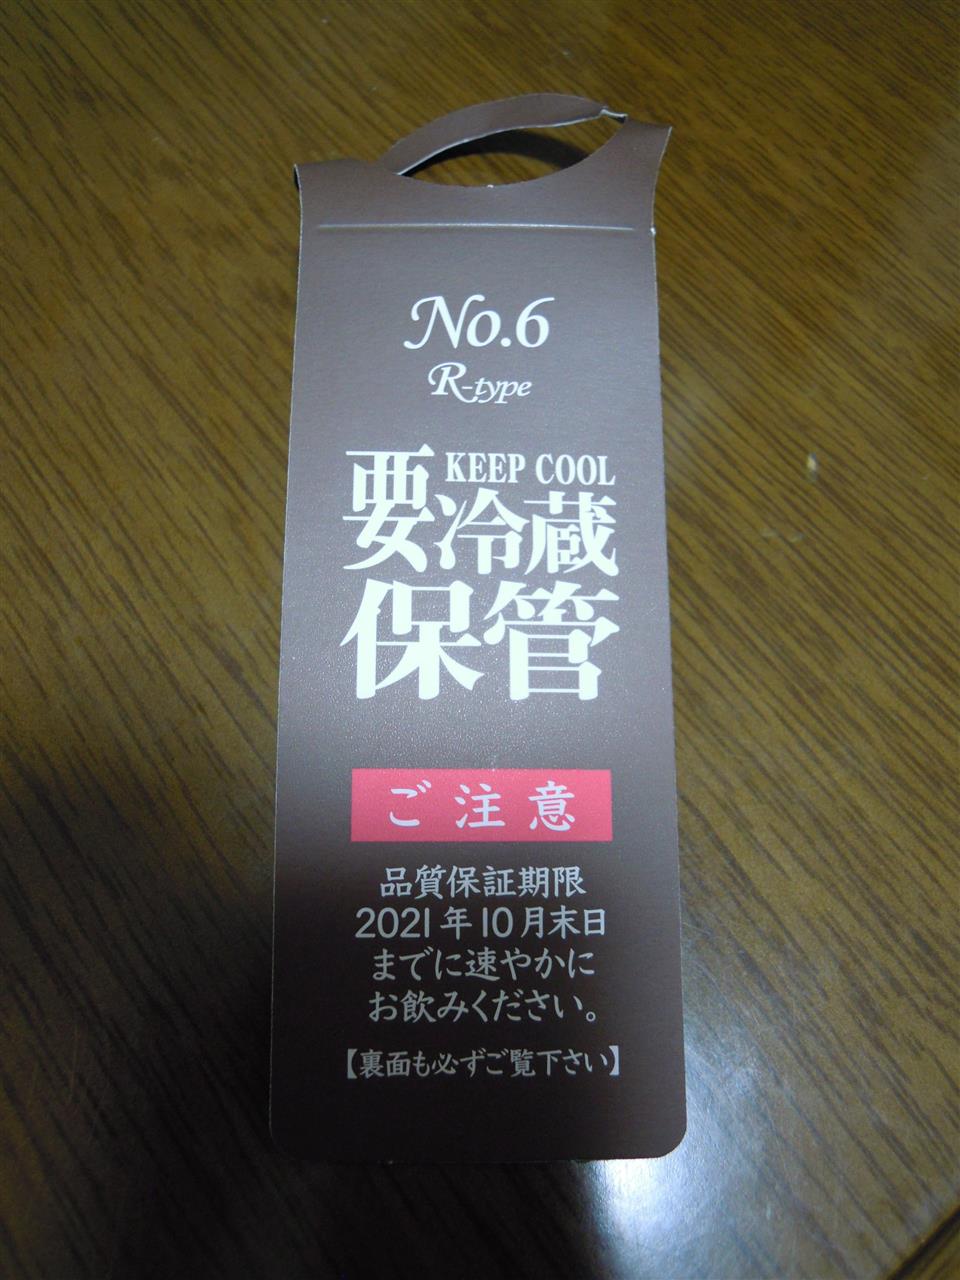 No.6
R-type
KEEP COOL
要冷蔵
保管
ご注意
品質保証期限
2021年10月末日
までに速やかに
お飲みください。
【裏面も必ずご覧下さい】